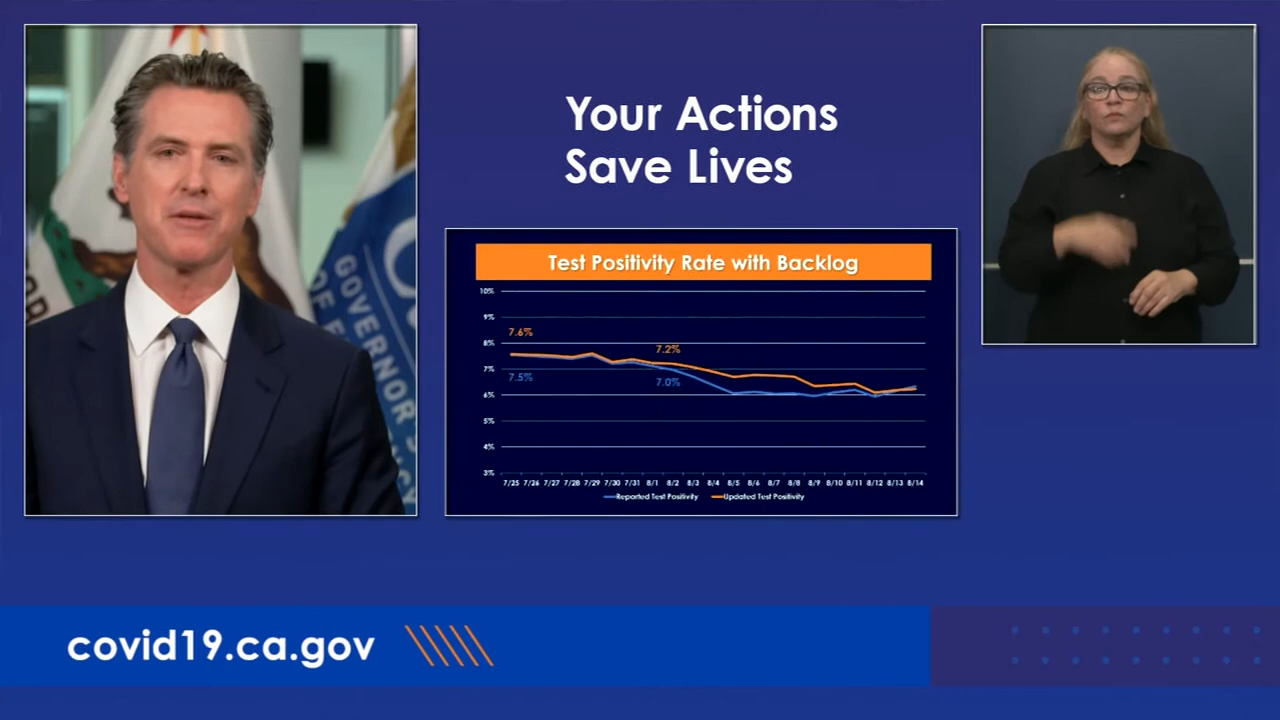 Your Actions
Save Lives
Test Positivity Rate with Backlog
10%
9%
8%
7%
6%
5%
4%
3%
7.6%
7.2%
7.5%
7.0%
7/25 7/26 7/27 7/28 7/29 7/30 7/31 8/1 8/2 8/3 8/4 8/5 8/6 8/7 8/8 8/9 8/10 8/11 8/12 8/13 8/14
Reported Test Positivity Updated Test Positivity
GOVERNOR'S
OF EMERGENCY
covid19.ca.gov